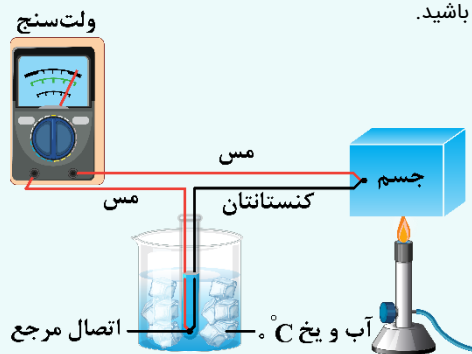 باشید.
ولت‌سنج
مس
جسم
کنستانتان
مس
اتصال مرجع
آب و یخ °C ۰